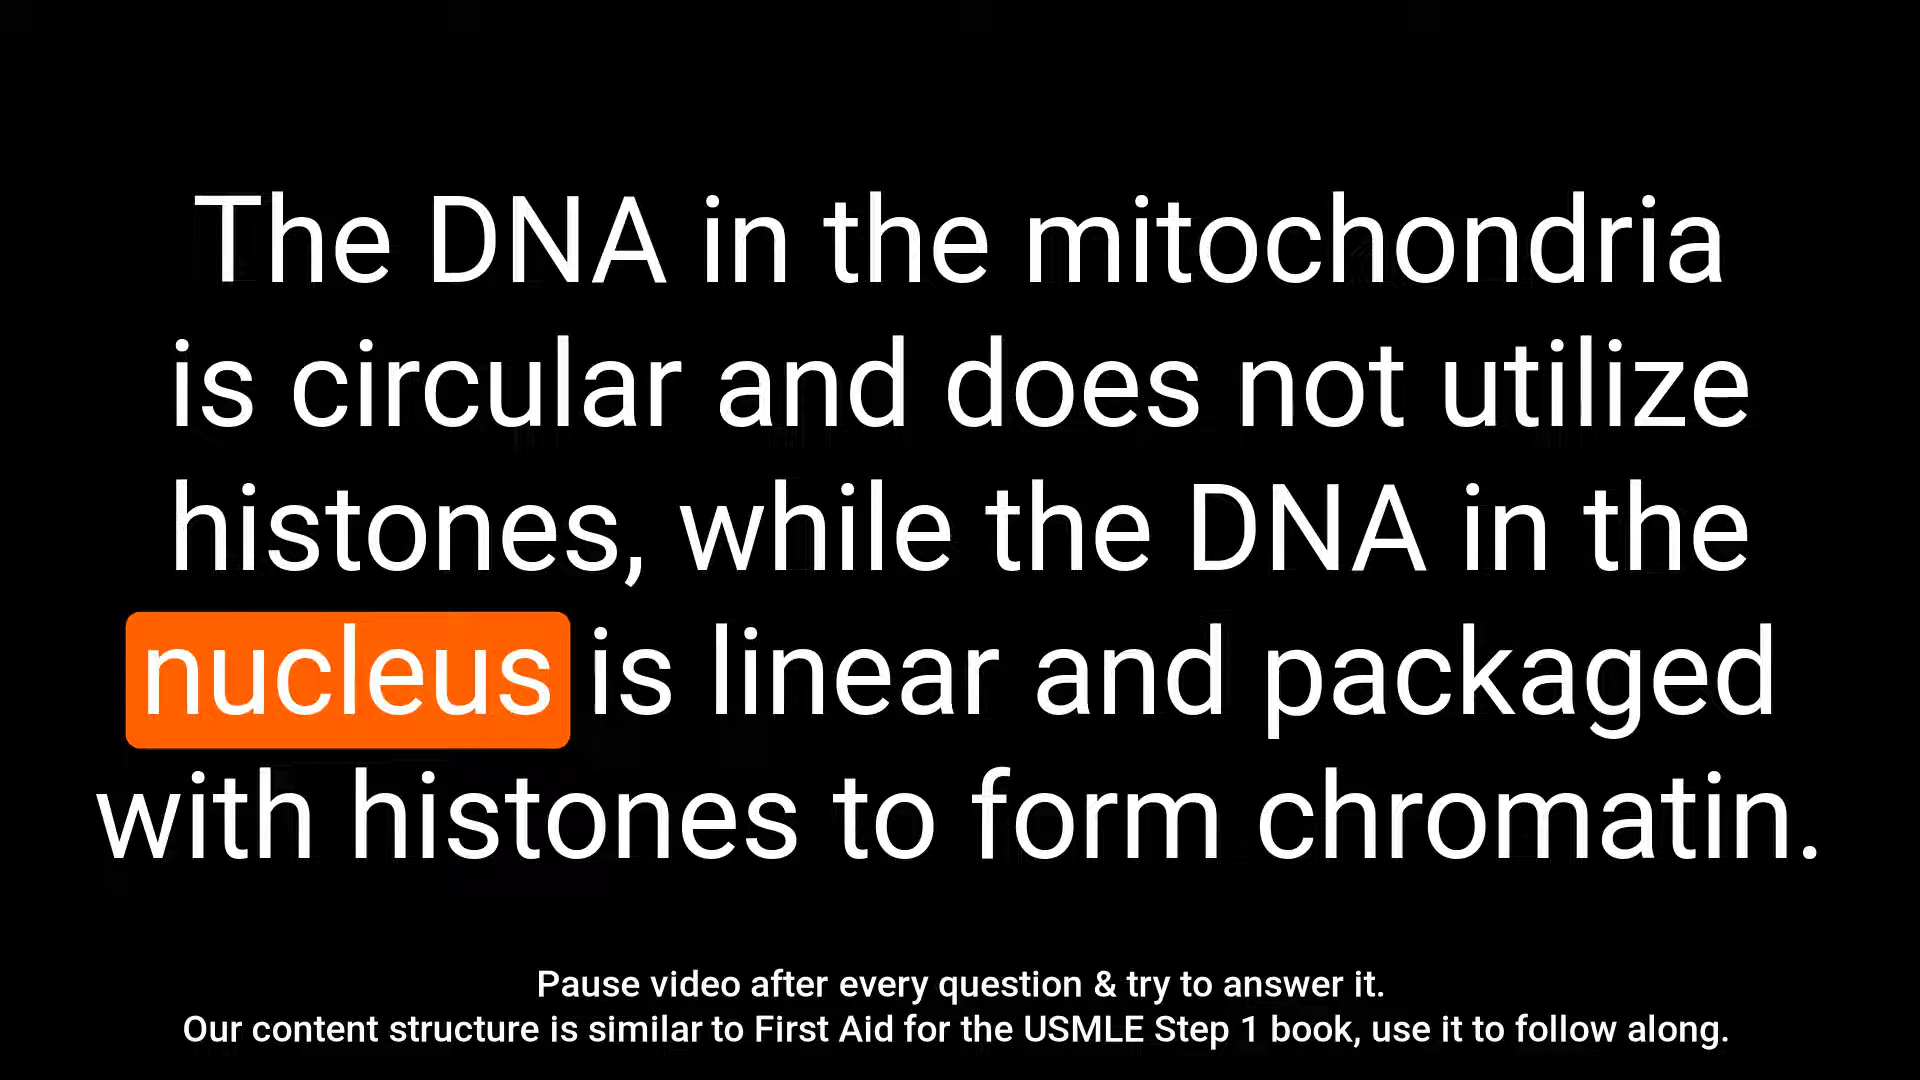 The DNA in the mitochondria
is circular and does not utilize
histones, while the DNA in the
nucleus is linear and packaged
with histones to form chromatin.
Pause video after every question & try to answer it.
Our content structure is similar to First Aid for the USMLE Step 1 book, use it to follow along.